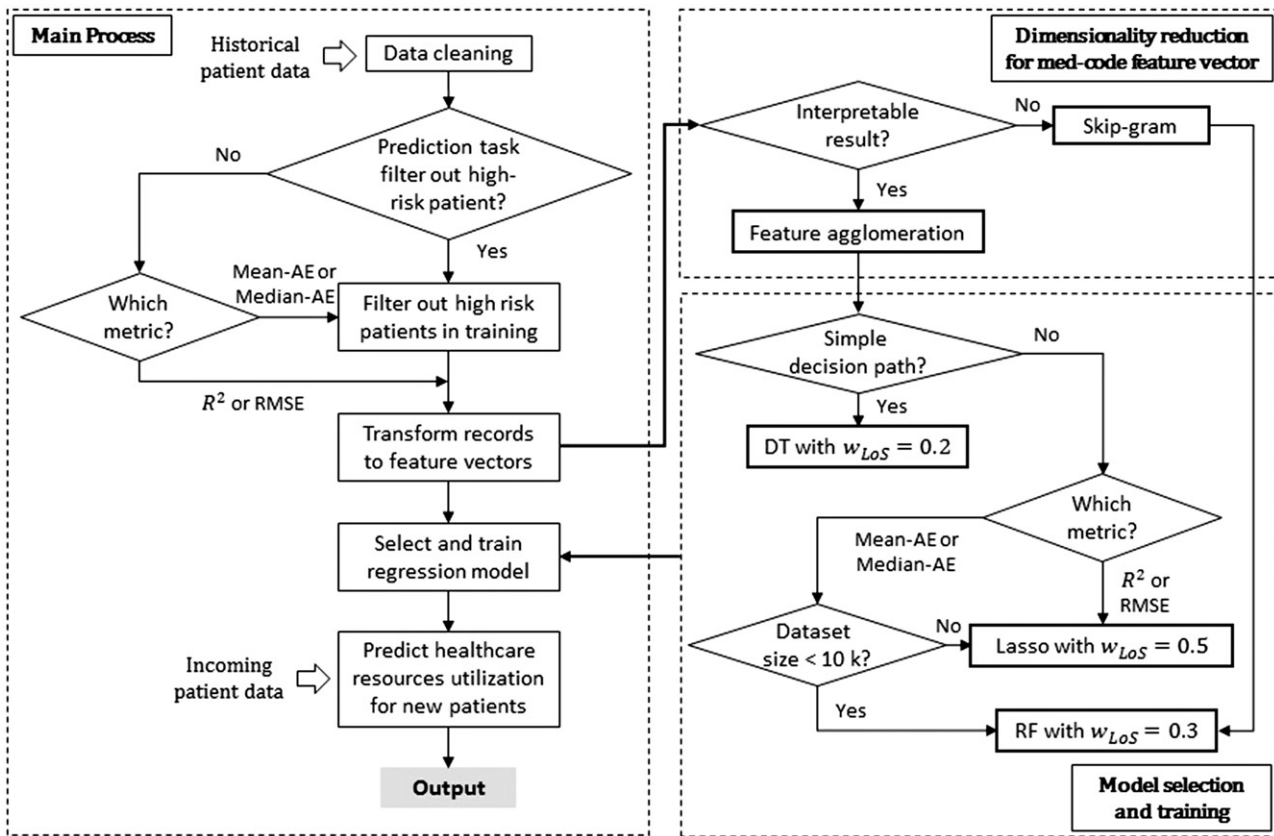 Main Process
Historical
patient data
Data cleaning
Prediction task
filter out high-
risk patient?
No
Yes
Which
metric?
Mean-AE or
Median-AE
Filter out high risk
patients in training
R² or RMSE
Transform records
to feature vectors
Select and train
regression model
Incoming
patient data
Predict healthcare
resources utilization
for new patients
Output
Dimensionality reduction
for med-code feature vector
Interpretable
result?
No
Skip-gram
Yes
Feature agglomeration
Simple
decision path?
No
Yes
DT with w_LoS = 0.2
Which
metric?
Mean-AE or
Median-AE
R² or
RMSE
Dataset
size < 10 k?
No
Lasso with w_LoS = 0.5
Yes
RF with w_LoS = 0.3
Model selection
and training